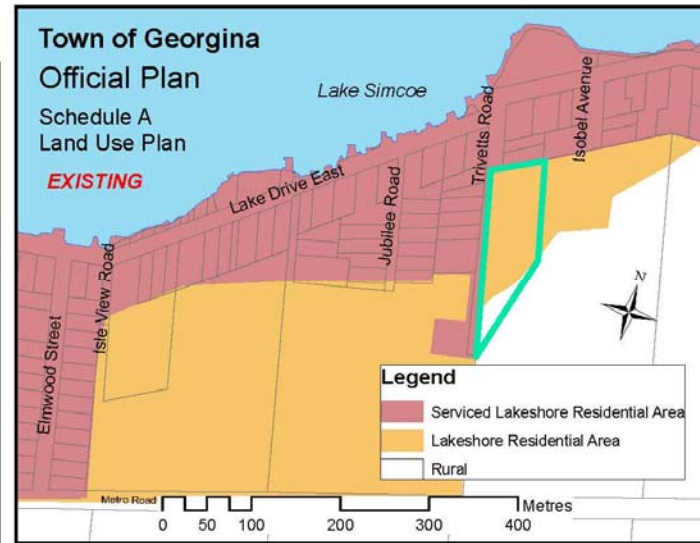 Town of Georgina
Official Plan
Schedule A
Land Use Plan
EXISTING
Lake Simcoe
Lake Drive East
Trivetts Road
Isobel Avenue
Jubilee Road
Isle View Road
Elmwood Street
N
Legend
Serviced Lakeshore Residential Area
Lakeshore Residential Area
Rural
Metro Road
Metres
0 50 100 200 300 400